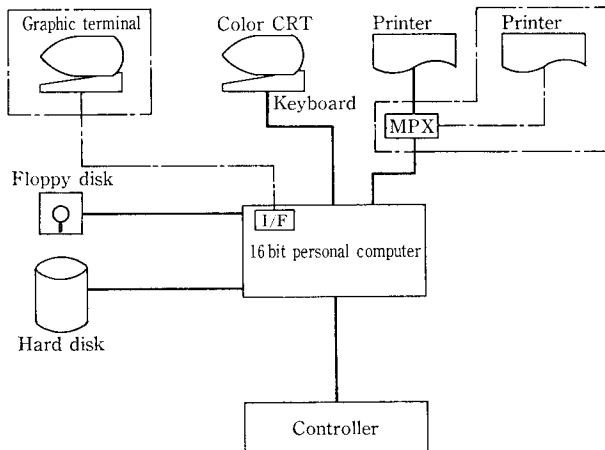 Graphic terminal
Color CRT
Printer
Printer
Keyboard
MPX
Floppy disk
I/F
16 bit personal computer
Hard disk
Controller